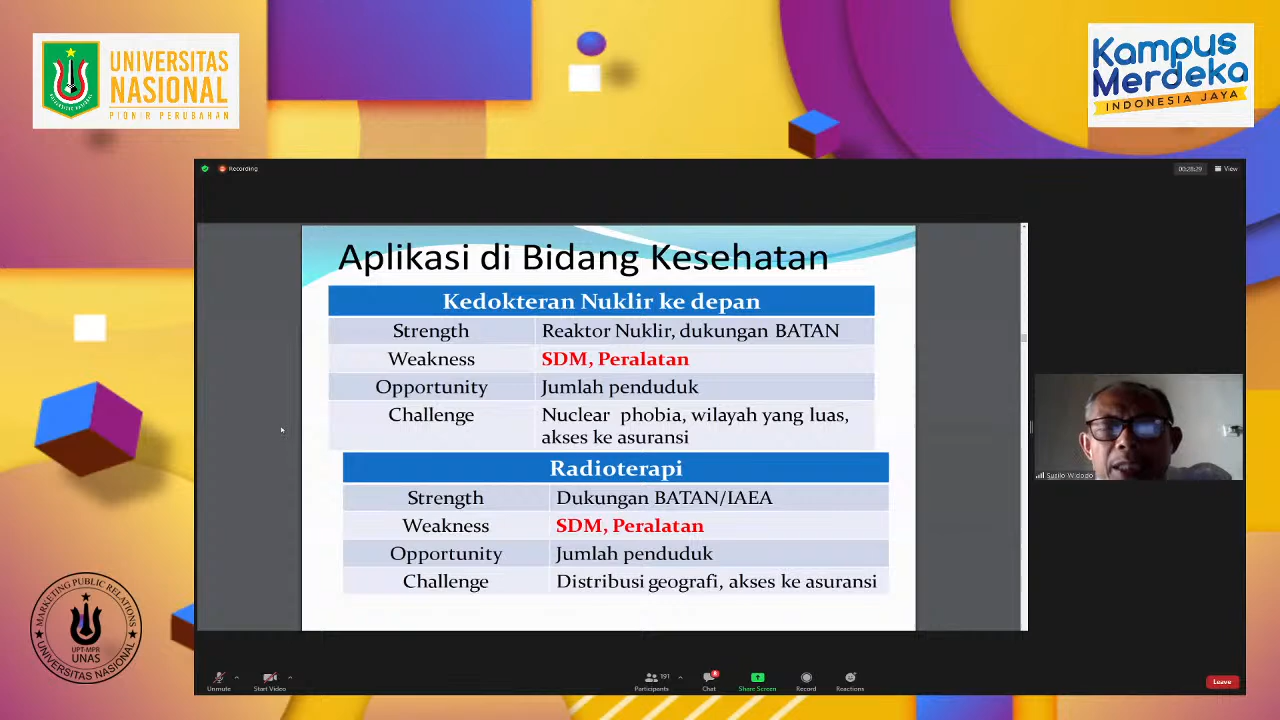 UNIVERSITAS
NASIONAL
PIONIR PERUBAHAN
Kampus
Merdeka
INDONESIA JAYA
Recording
00:28:29
View
Aplikasi di Bidang Kesehatan
Kedokteran Nuklir ke depan
Strength Reaktor Nuklir, dukungan BATAN
Weakness SDM, Peralatan
Opportunity Jumlah penduduk
Challenge Nuclear phobia, wilayah yang luas,
akses ke asuransi
Radioterapi
Strength Dukungan BATAN/IAEA
Weakness SDM, Peralatan
Opportunity Jumlah penduduk
Challenge Distribusi geografi, akses ke asuransi
Susilo Widodo
MARKETING PUBLIC RELATIONS
UPT-MPR
UNAS
UNIVERSITAS NASIONAL
Unmute
Start Video
191
Participants
8
Chat
Share Screen
Record
Reactions
Leave